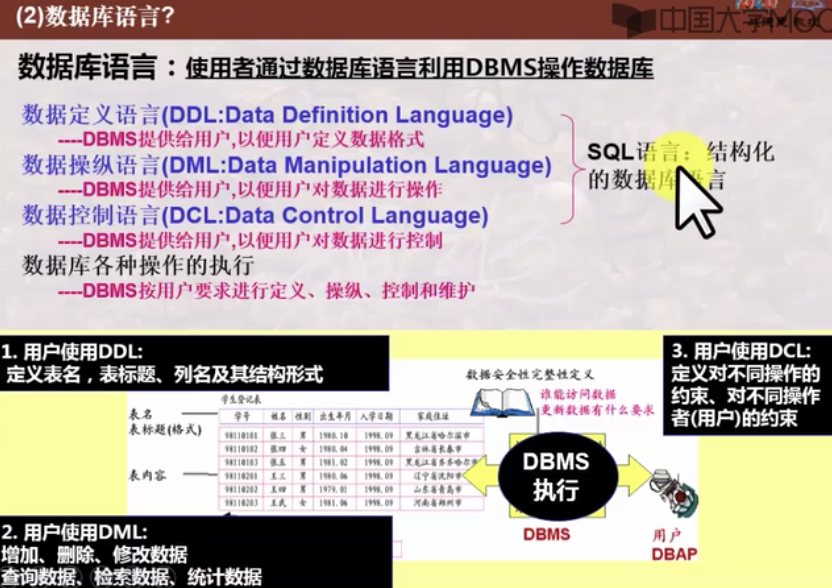 (2)数据库语言?
中国大学MOOC
数据库语言：使用者通过数据库语言利用DBMS操作数据库
数据定义语言(DDL:Data Definition Language)
----DBMS提供给用户,以便用户定义数据格式
数据操纵语言(DML:Data Manipulation Language)
----DBMS提供给用户,以便用户对数据进行操作
数据控制语言(DCL:Data Control Language)
----DBMS提供给用户,以便用户对数据进行控制
SQL语言：结构化
的数据库语言
数据库各种操作的执行
----DBMS按用户要求进行定义、操纵、控制和维护
1. 用户使用DDL:
定义表名，表标题、列名及其结构形式
3. 用户使用DCL:
定义对不同操作的
约束、对不同操作
者(用户)的约束
数据安全性完整性定义
谁能访问数据
更新数据有什么要求
学生登记表
表名
表标题(格式)
表内容
学号 姓名 性别 出生年月 入学日期 家庭住址
98110101 张三 男 1980.10 1998.09 黑龙江省哈尔滨市
98110102 张四 女 1980.04 1998.09 吉林省长春市
98110103 张五 男 1981.02 1998.09 黑龙江省齐齐哈尔市
98110201 王三 男 1980.06 1998.09 辽宁省沈阳市
98110202 王四 男 1979.01 1998.09 山东省青岛市
98110203 王武 女 1981.06 1998.09 河南省郑州市
DBMS
执行
DBMS
用户
DBAP
2. 用户使用DML:
增加、删除、修改数据
查询数据、检索数据、统计数据